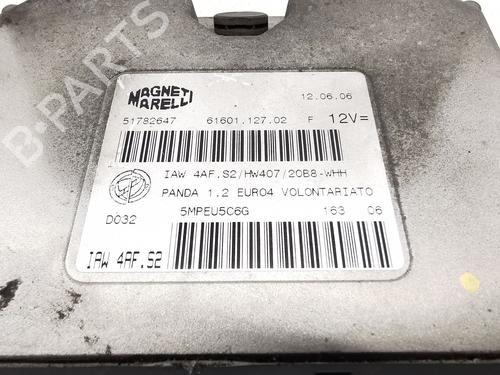 B-PARTS
MAGNETI MARELLI
12.06.06
51782647 61601.127.02 F 12V=
IAW 4AF.S2/HW407/20B8-WHH
PANDA 1.2 EURO4 VOLONTARIATO
D032 5MPEU5C6G 163 06
IAW 4AF.S2